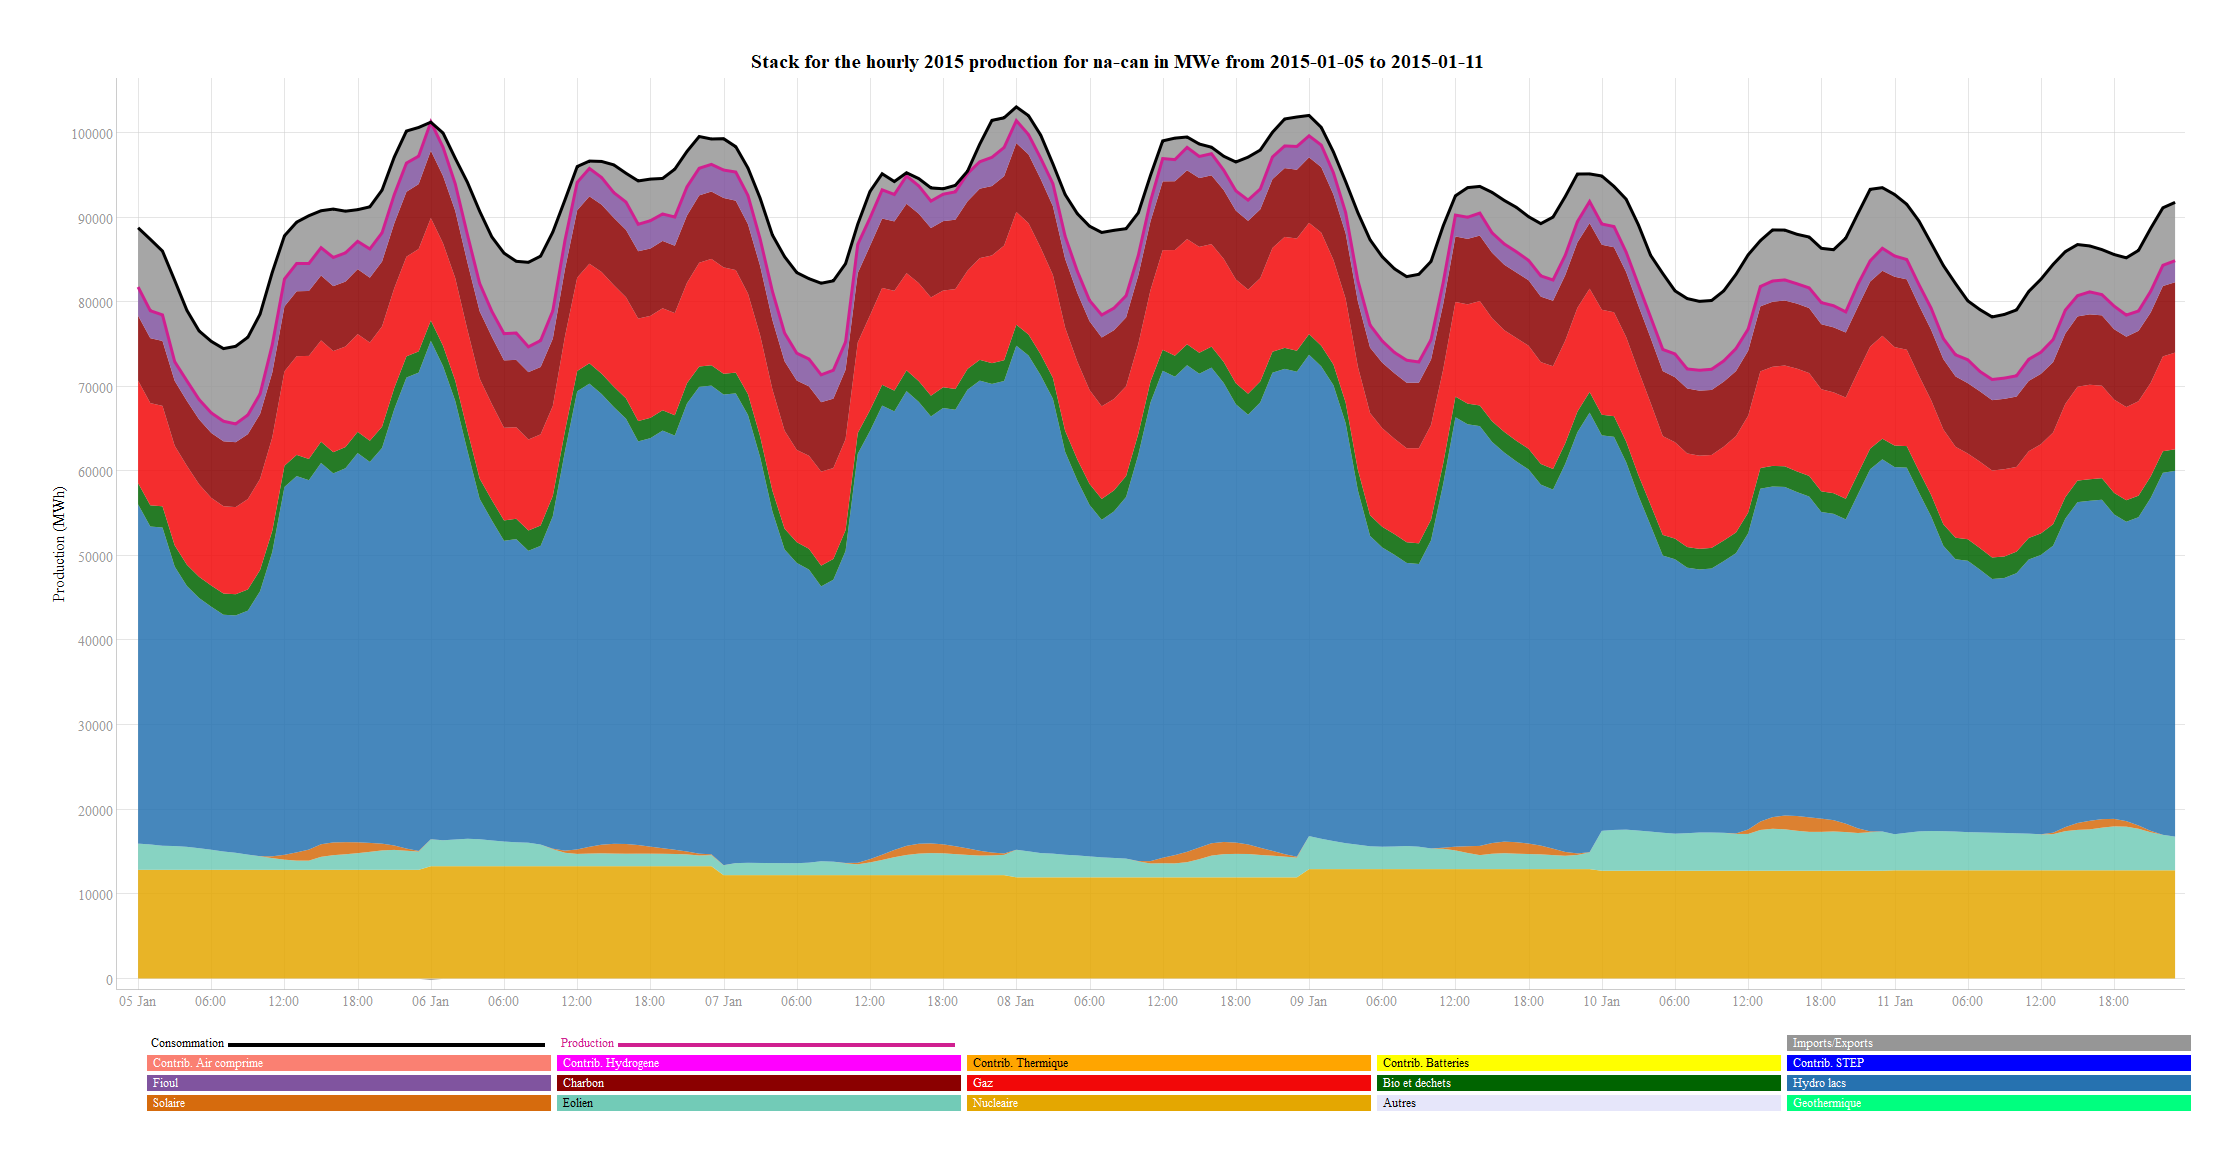 Stack for the hourly 2015 production for na-can in MWe from 2015-01-05 to 2015-01-11
100000
90000
80000
70000
60000
50000
40000
30000
20000
10000
0
Production (MWh)
05 Jan 06:00 12:00 18:00 06 Jan 06:00 12:00 18:00 07 Jan 06:00 12:00 18:00 08 Jan 06:00 12:00 18:00 09 Jan 06:00 12:00 18:00 10 Jan 06:00 12:00 18:00 11 Jan 06:00 12:00 18:00
Consommation Production Imports/Exports
Contrib. Air comprime Contrib. Hydrogene Contrib. Thermique Contrib. Batteries Contrib. STEP
Fioul Charbon Gaz Bio et dechets Hydro lacs
Solaire Eolien Nucleaire Autres Geothermique